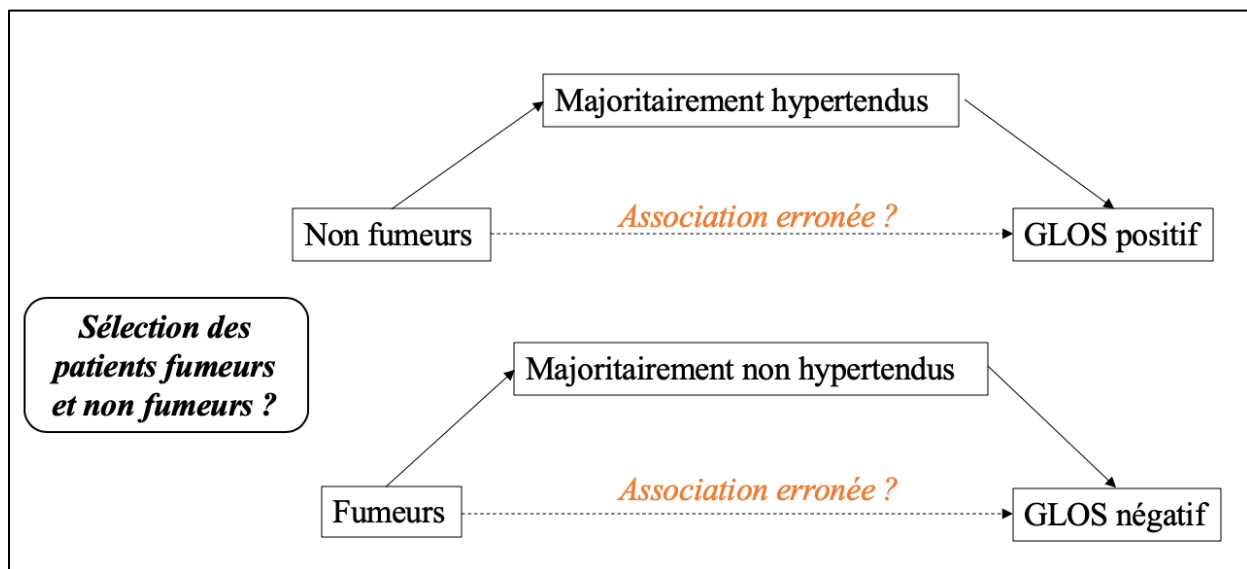 Majoritairement hypertendus
Association erronée ?
Non fumeurs
GLOS positif
Sélection des
patients fumeurs
et non fumeurs ?
Majoritairement non hypertendus
Association erronée ?
Fumeurs
GLOS négatif